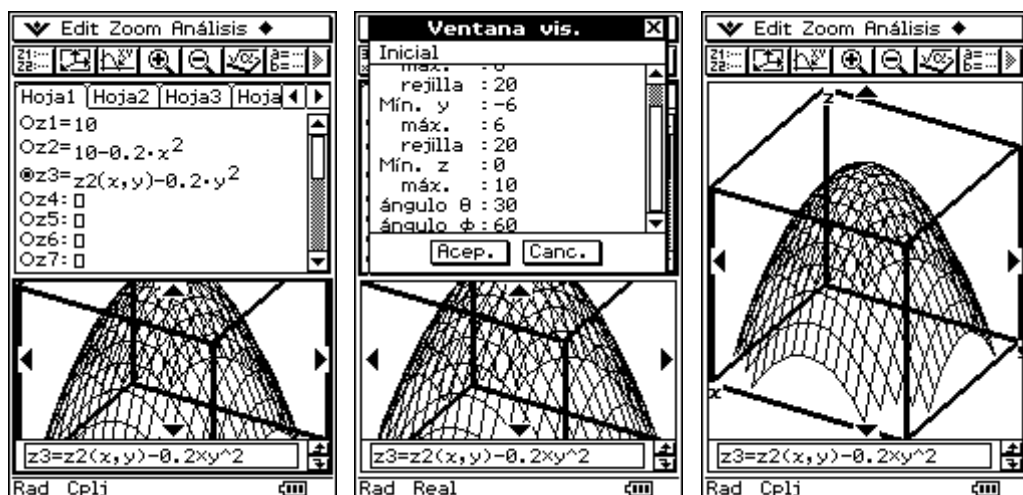 Edit Zoom Análisis
Hoja1 Hoja2 Hoja3 Hoja
z1=10
z2=10-0.2·x²
z3=z2(x,y)-0.2·y²
z4:
z5:
z6:
z7:
z3=z2(x,y)-0.2×y^2
Rad Cplj
Ventana vis.
Inicial
máx. :6
rejilla :20
Mín. y :-6
máx. :6
rejilla :20
Mín. z :0
máx. :10
ángulo θ :30
ángulo φ :60
Acep. Canc.
z3=z2(x,y)-0.2×y^2
Rad Real
Edit Zoom Análisis
z
x
z3=z2(x,y)-0.2×y^2
Rad Cplj